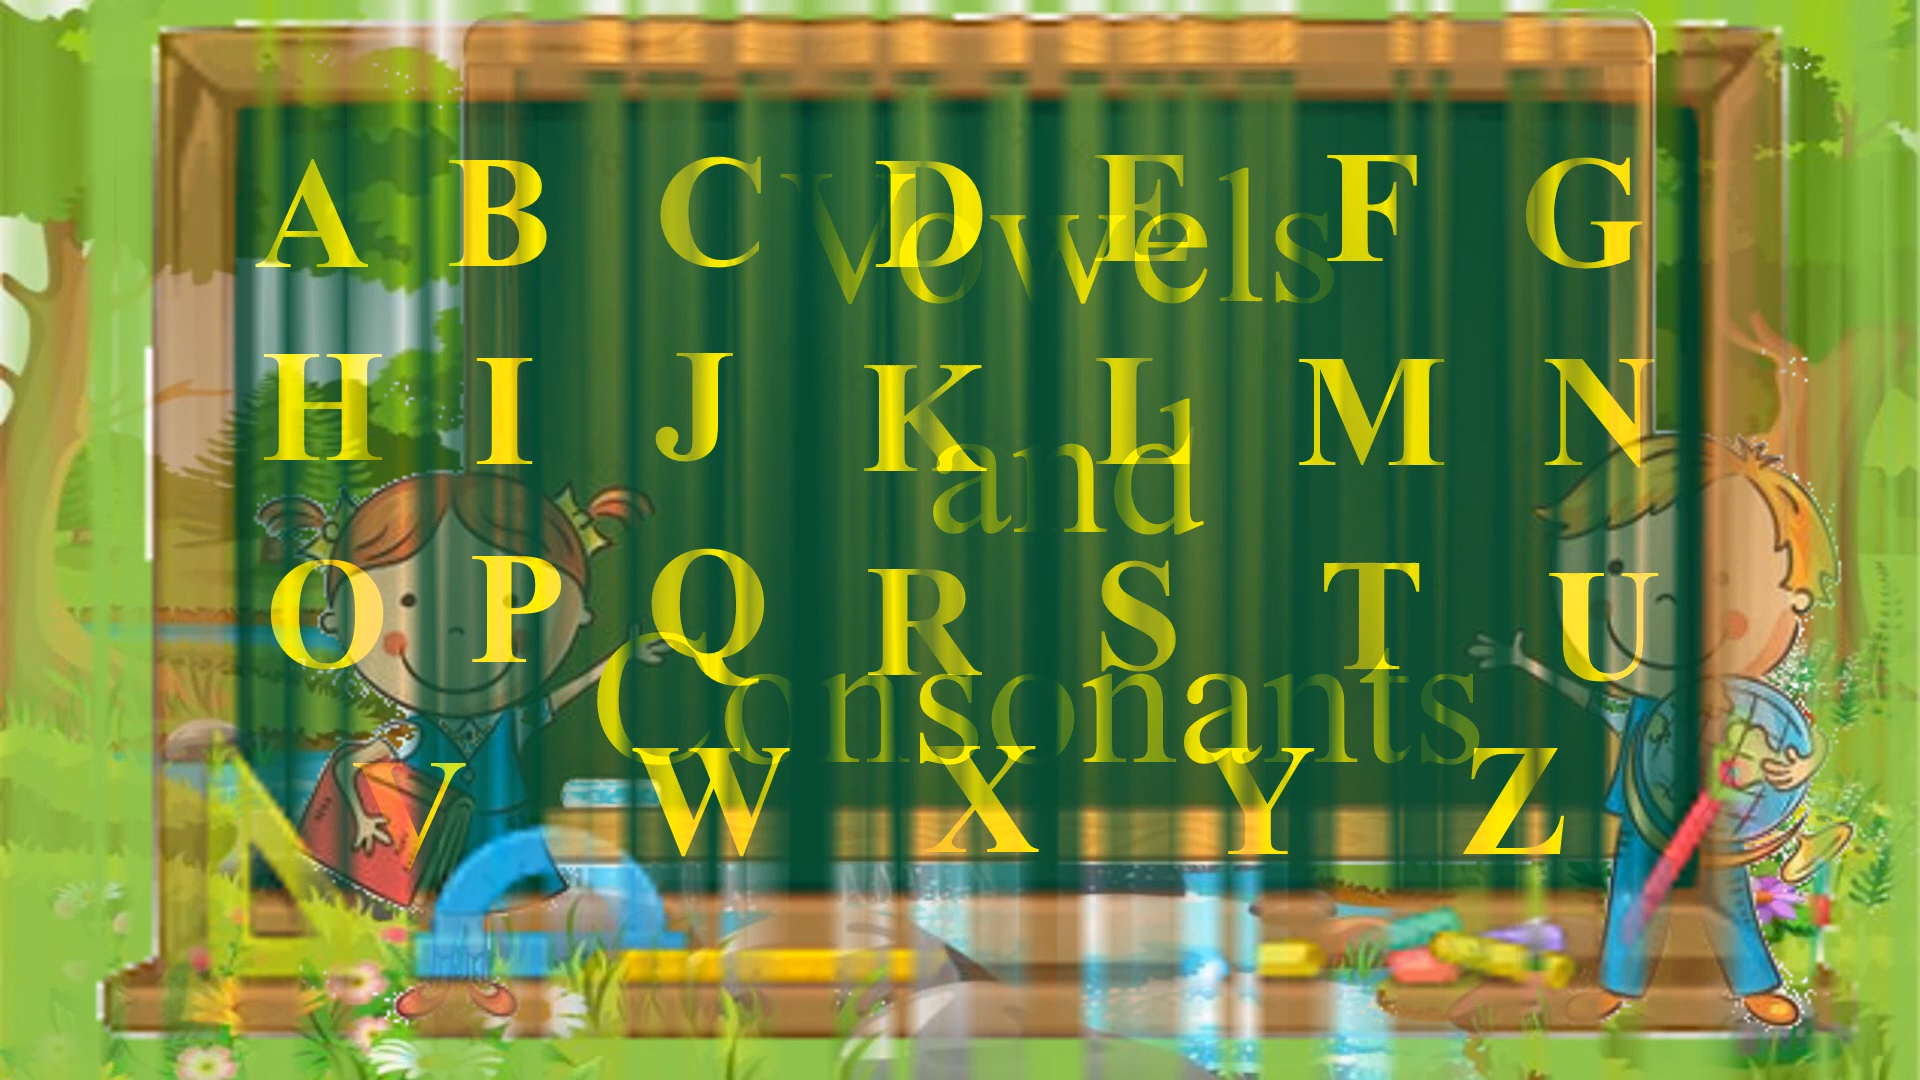 A B C D E F G
Vowels
H I J K L M N
and
O P Q R S T U
Consonants
V W X Y Z